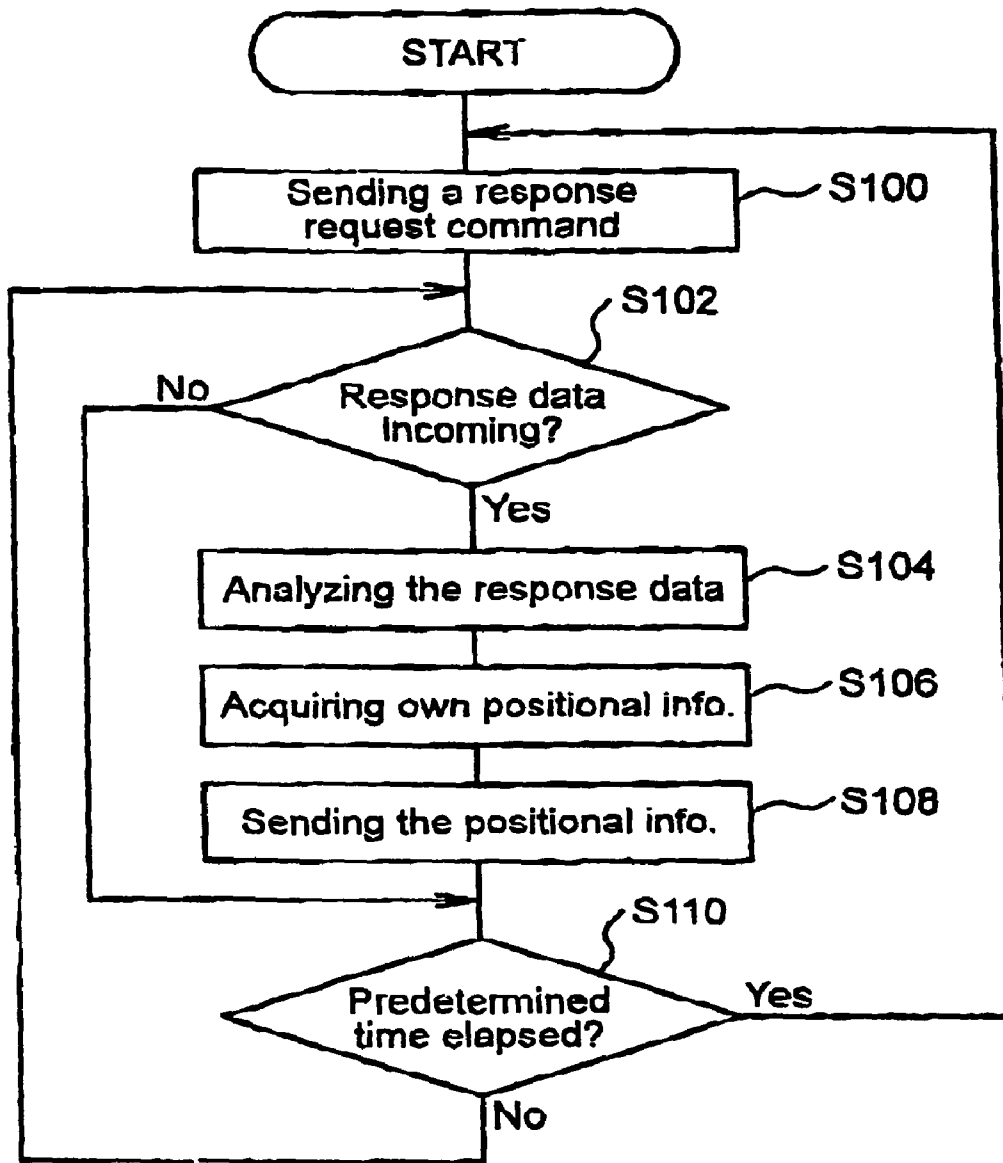 START
Sending a response
request command
S100
S102
No
Response data
incoming?
Yes
Analyzing the response data
S104
Acquiring own positional info.
S106
Sending the positional info.
S108
S110
Predetermined
time elapsed?
Yes
No